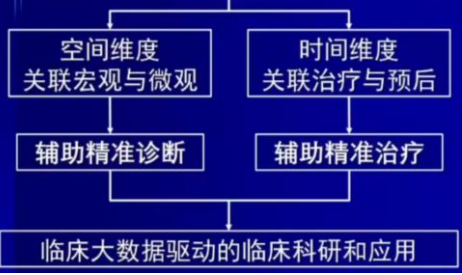 空间维度
关联宏观与微观
时间维度
关联治疗与预后
辅助精准诊断
辅助精准治疗
临床大数据驱动的临床科研和应用